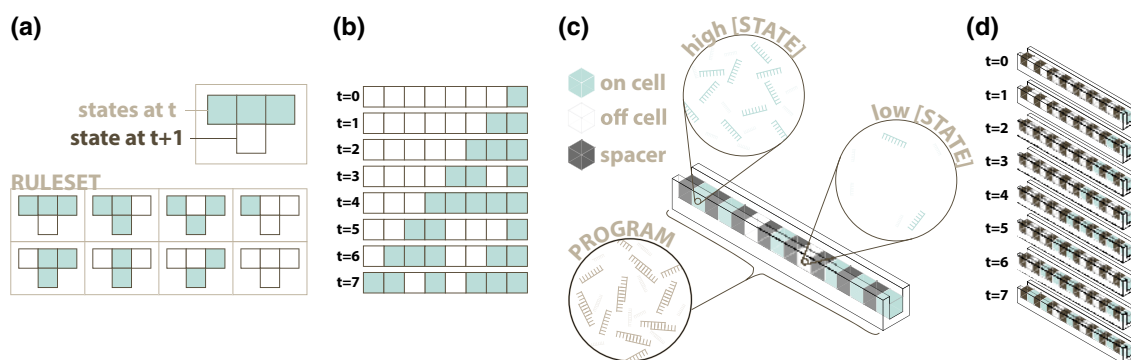 (a)
states at t
state at t+1
RULESET
(b)
t=0
t=1
t=2
t=3
t=4
t=5
t=6
t=7
(c)
high [STATE]
on cell
off cell
spacer
low [STATE]
PROGRAM
(d)
t=0
t=1
t=2
t=3
t=4
t=5
t=6
t=7